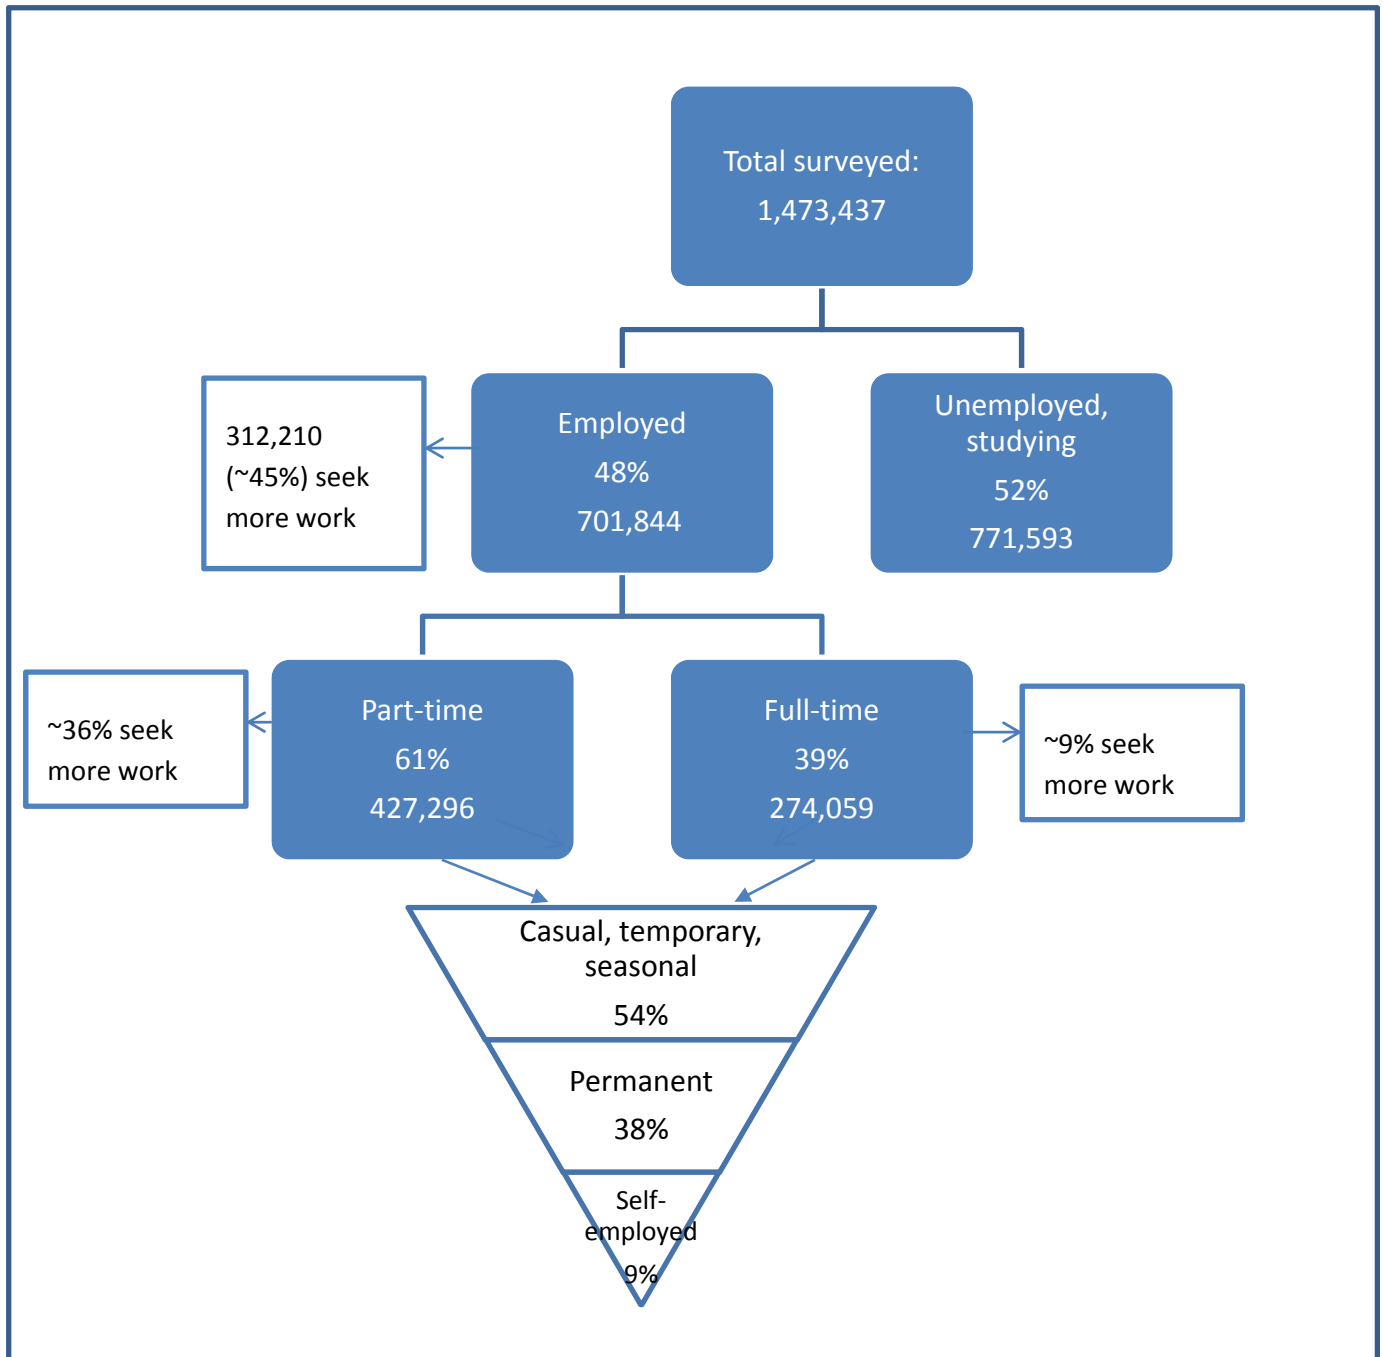 Total surveyed:
1,473,437
312,210
(~45%) seek
more work
Employed
48%
701,844
Unemployed,
studying
52%
771,593
~36% seek
more work
Part-time
61%
427,296
Full-time
39%
274,059
~9% seek
more work
Casual, temporary,
seasonal
54%
Permanent
38%
Self-
employed
9%